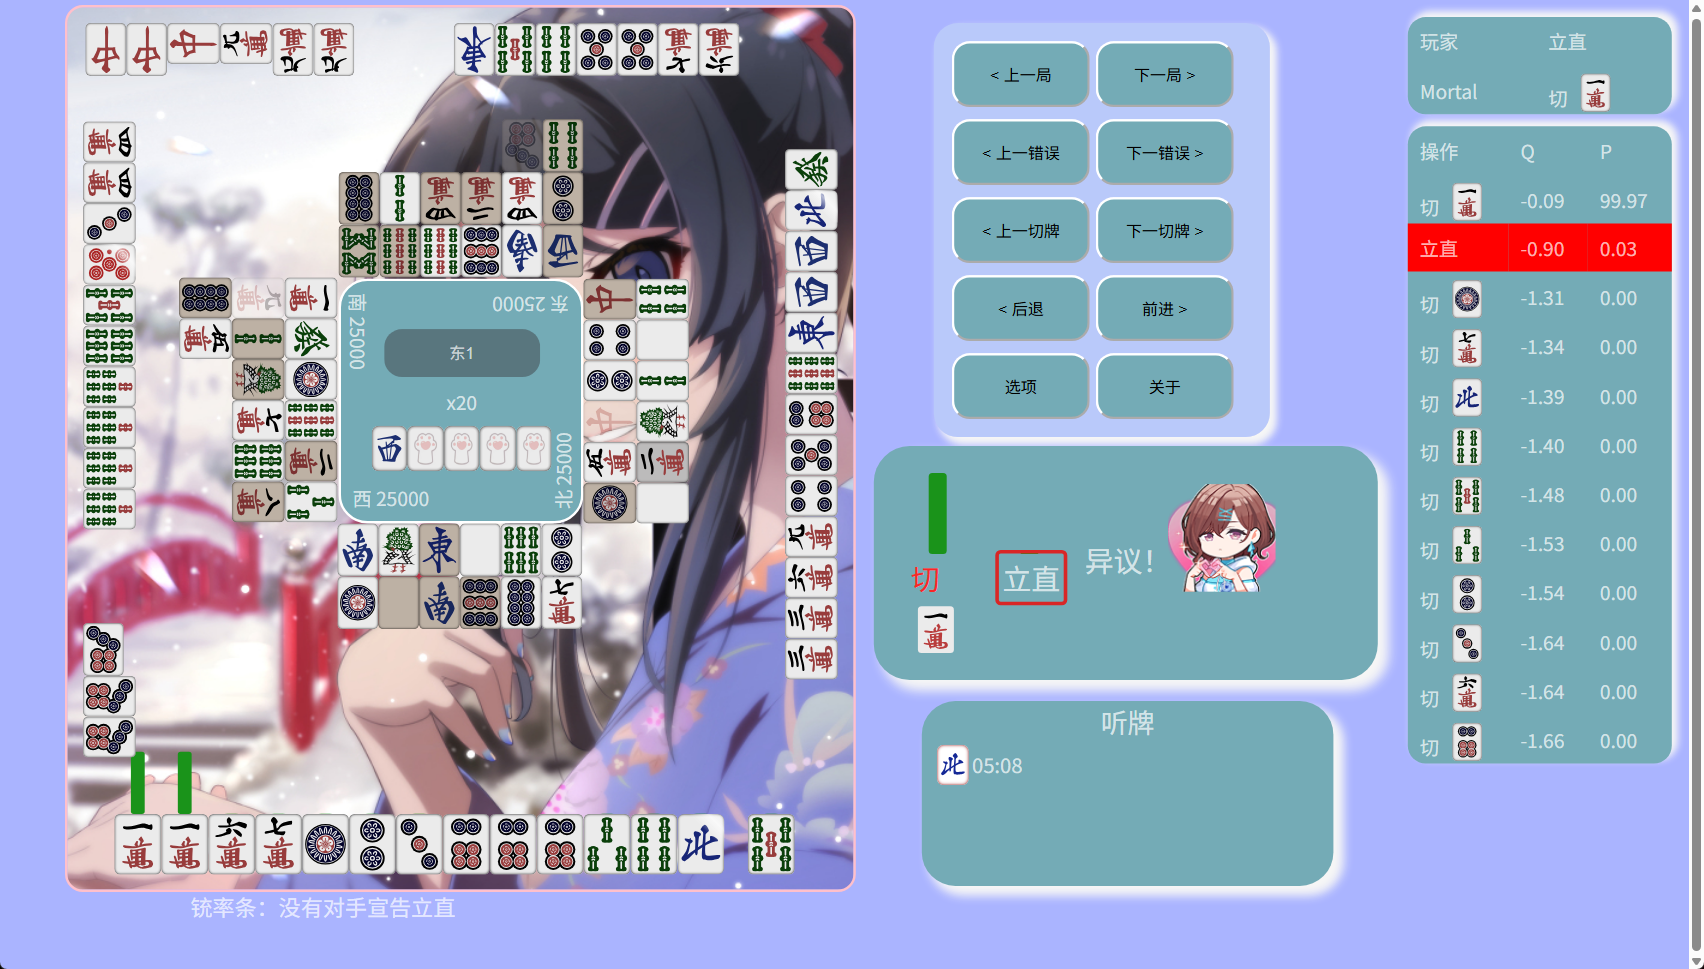 < 上一局
下一局 >
< 上一错误
下一错误 >
< 上一切牌
下一切牌 >
< 后退
前进 >
选项
关于
东 25000
南 25000
东1
x20
西 25000
北 25000
切
立直
异议!
听牌
05:08
铳率条：没有对手宣告立直
玩家 立直
Mortal 切
操作 Q P
切 -0.09 99.97
立直 -0.90 0.03
切 -1.31 0.00
切 -1.34 0.00
切 -1.39 0.00
切 -1.40 0.00
切 -1.48 0.00
切 -1.53 0.00
切 -1.54 0.00
切 -1.64 0.00
切 -1.64 0.00
切 -1.66 0.00